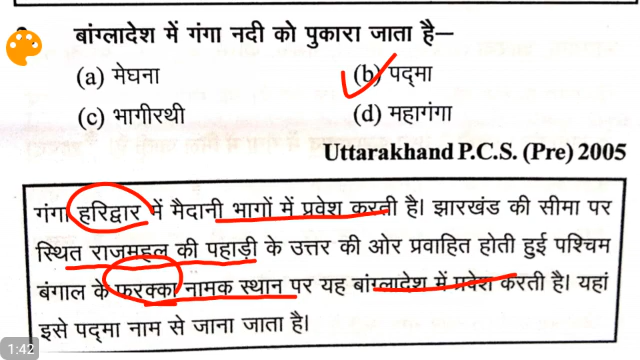 बांग्लादेश में गंगा नदी को पुकारा जाता है—
(a) मेघना (b) पद्मा
(c) भागीरथी (d) महागंगा
Uttarakhand P.C.S. (Pre) 2005
गंगा हरिद्वार में मैदानी भागों में प्रवेश करती है। झारखंड की सीमा पर
स्थित राजमहल की पहाड़ी के उत्तर की ओर प्रवाहित होती हुई पश्चिम
बंगाल के फरक्का नामक स्थान पर यह बांग्लादेश में प्रवेश करती है। यहां
इसे पद्मा नाम से जाना जाता है।
1:42